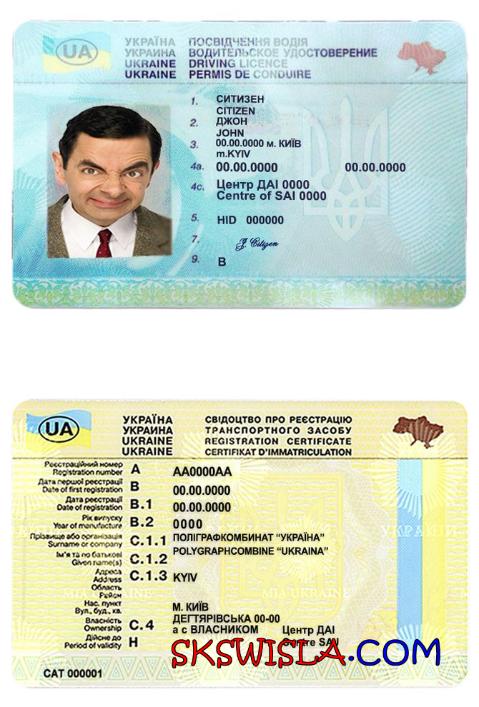 UA
УКРАЇНА ПОСВІДЧЕННЯ ВОДІЯ
УКРАИНА ВОДИТЕЛЬСКОЕ УДОСТОВЕРЕНИЕ
UKRAINE DRIVING LICENCE
UKRAINE PERMIS DE CONDUIRE
1. СИТИЗЕН
CITIZEN
2. ДЖОН
JOHN
3. 00.00.0000 м. КИЇВ
m.KYIV
4a. 00.00.0000 00.00.0000
4c. Центр ДАІ 0000
Centre of SAI 0000
5. HID 000000
7. J. Citizen
9. B
UA
УКРАЇНА СВІДОЦТВО ПРО РЕЄСТРАЦІЮ
УКРАИНА ТРАНСПОРТНОГО ЗАСОБУ
UKRAINE REGISTRATION CERTIFICATE
UKRAINE CERTIFIKAT D'IMMATRICULATION
Реєстраційний номер
Registration number A AA0000AA
Дата першої реєстрації
Date of first registration B 00.00.0000
Дата реєстрації
Date of registration B.1 00.00.0000
Рік випуску
Year of manufacture B.2 0000
Прізвище або організація
Surname or company C.1.1 ПОЛІГРАФКОМБИНАТ "УКРАЇНА"
Ім'я та по батькові
Given name(s) C.1.2 POLYGRAPHCOMBINE "UKRAINA"
Адреса
Address C.1.3 KYIV
Область
Район
Нас. пункт
Вул., буд., кв.
М. КИЇВ
ДЕГТЯРІВСЬКА 00-00
Власність
Ownership C.4 а є ВЛАСНИКОМ Центр ДАІ
Дійсне до
Period of validity H Centre SAI
SKSWISLA.COM
CAT 000001